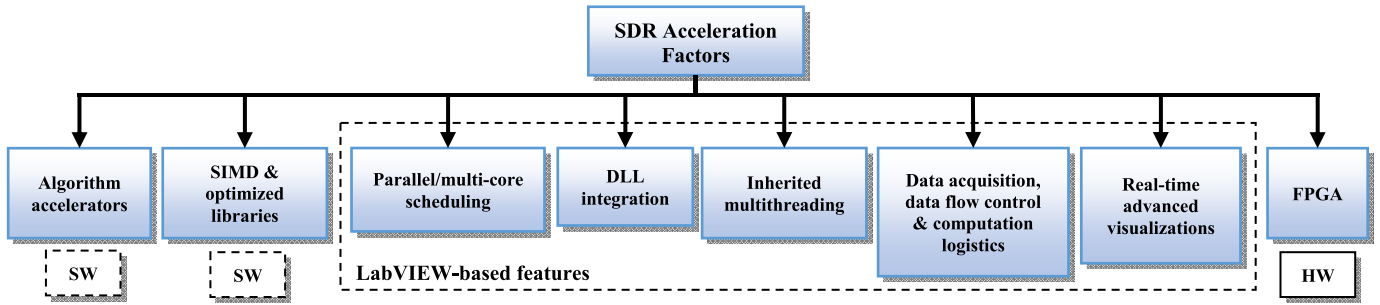 SDR Acceleration
Factors
Algorithm
accelerators
SIMD &
optimized
libraries
Parallel/multi-core
scheduling
DLL
integration
Inherited
multithreading
Data acquisition,
data flow control
& computation
logistics
Real-time
advanced
visualizations
FPGA
SW
SW
LabVIEW-based features
HW